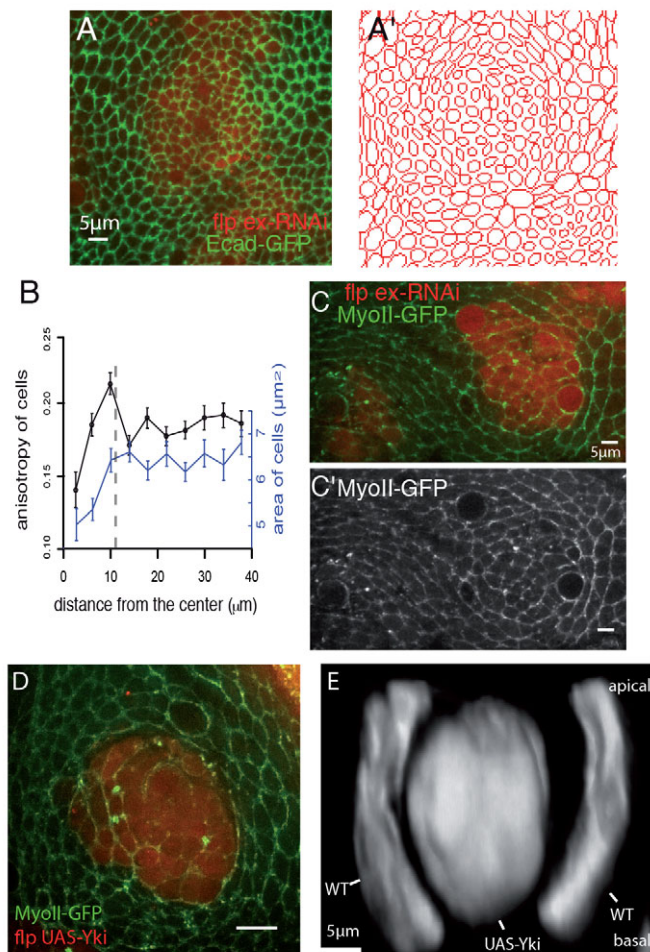 A
flp ex-RNAi
Ecad-GFP
5µm
A'
B
anisotropy of cells
0.25
0.20
0.15
0.10
0
10
20
30
40
distance from the center (µm)
area of cells (µm2)
7
6
5
C
flp ex-RNAi
MyoII-GFP
5µm
C' MyoII-GFP
D
MyoII-GFP
flp UAS-Yki
E
apical
WT
WT
5µm
UAS-Yki
basal